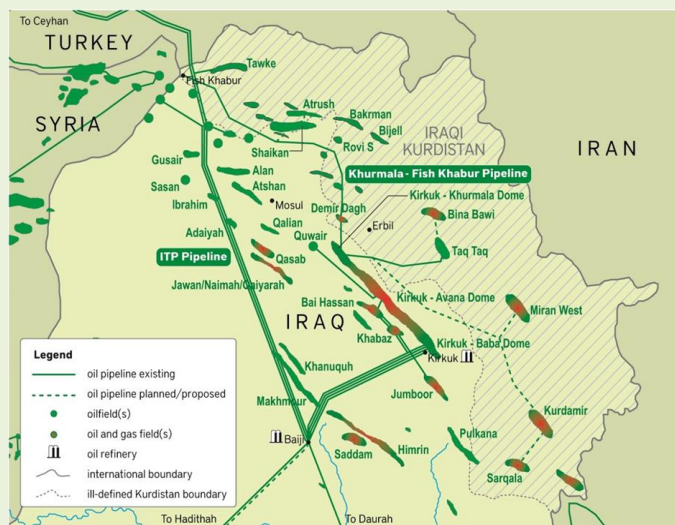 To Ceyhan
TURKEY
Tawke
Fish Khabur
Atrush
Bakrman
SYRIA
Bijell
Rovi S
IRAQI
KURDISTAN
IRAN
Shaikan
Gusair
Alan
Khurmala - Fish Khabur Pipeline
Sasan
Atshan
Kirkuk - Khurmala Dome
Ibrahim
Mosul
Demir Dagh
Bina Bawi
Adaiyah
Qalian
Erbil
Quwair
Taq Taq
ITP Pipeline
Qasab
Jawan/Naimah/Qaiyarah
Bai Hassan
Kirkuk - Avana Dome
Miran West
IRAQ
Khabaz
Kirkuk - Baba Dome
Kirkuk
Khanuquh
Jumboor
Makhmour
Kurdamir
Baiji
Saddam
Himrin
Pulkana
Sarqala
To Hadithah
To Daurah
Legend
oil pipeline existing
oil pipeline planned/proposed
oilfield(s)
oil and gas field(s)
oil refinery
international boundary
ill-defined Kurdistan boundary